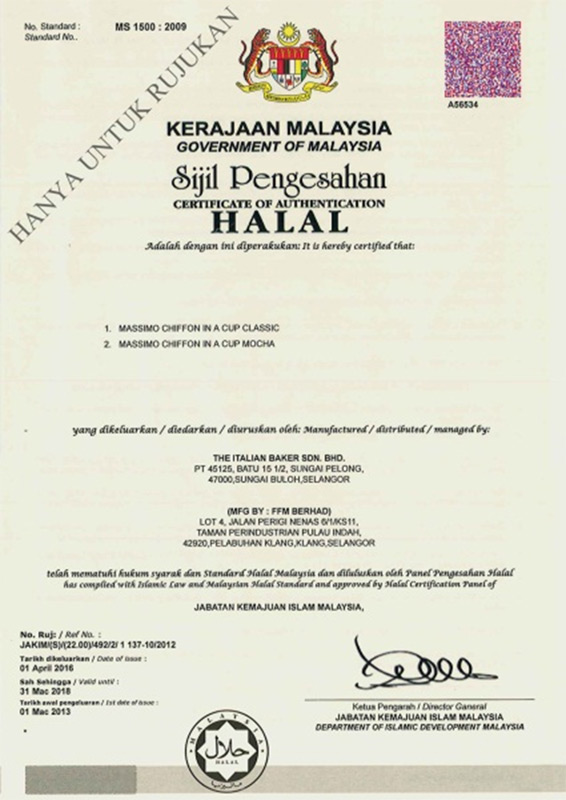 No. Standard : MS 1500 : 2009
Standard No..
HANYA UNTUK RUJUKAN
A56534
KERAJAAN MALAYSIA
GOVERNMENT OF MALAYSIA
Sijil Pengesahan
CERTIFICATE OF AUTHENTICATION
HALAL
Adalah dengan ini diperakukan: It is hereby certified that:
1. MASSIMO CHIFFON IN A CUP CLASSIC
2. MASSIMO CHIFFON IN A CUP MOCHA
yang dikeluarkan / diedarkan / diuruskan oleh: Manufactured / distributed / managed by:
THE ITALIAN BAKER SDN. BHD.
PT 45125, BATU 15 1/2, SUNGAI PELONG,
47000,SUNGAI BULOH,SELANGOR
(MFG BY : FFM BERHAD)
LOT 4, JALAN PERIGI NENAS 6/1/KS11,
TAMAN PERINDUSTRIAN PULAU INDAH,
42920,PELABUHAN KLANG,KLANG,SELANGOR
telah mematuhi hukum syarak dan Standard Halal Malaysia dan diluluskan oleh Panel Pengesahan Halal
has complied with Islamic Law and Malaysian Halal Standard and approved by Halal Certification Panel of
JABATAN KEMAJUAN ISLAM MALAYSIA,
No. Ruj: / Ref No. :
JAKIM/(S)/(22.00)/492/2/ 1 137-10/2012
Tarikh dikeluarkan / Date of issue :
01 April 2016
Sah Sehingga / Valid until :
31 Mac 2018
Tarikh awal pengeluaran / 1st date of issue :
01 Mac 2013
Ketua Pengarah / Director Ganeral
JABATAN KEMAJUAN ISLAM MALAYSIA
DEPARTMENT OF ISLAMIC DEVELOPMENT MALAYSIA
MALAYSIA
حلال
HALAL
مليسيا